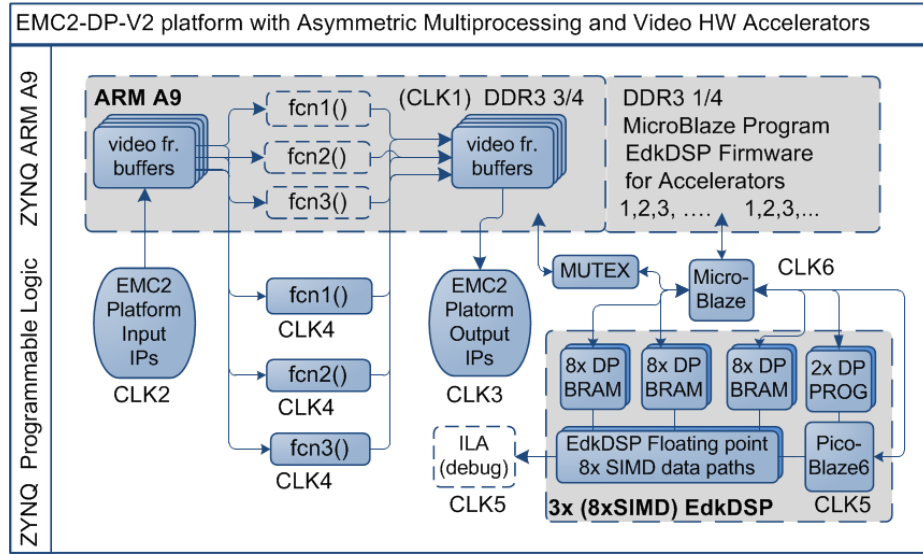 EMC2-DP-V2 platform with Asymmetric Multiprocessing and Video HW Accelerators
ZYNQ ARM A9
ARM A9
video fr.
buffers
fcn1()
fcn2()
fcn3()
(CLK1) DDR3 3/4
video fr.
buffers
DDR3 1/4
MicroBlaze Program
EdkDSP Firmware
for Accelerators
1,2,3, .... 1,2,3,...
ZYNQ Programmable Logic
EMC2
Platform
Input
IPs
CLK2
fcn1()
CLK4
fcn2()
CLK4
fcn3()
CLK4
EMC2
Platorm
Output
IPs
CLK3
MUTEX
Micro-
Blaze
CLK6
8x DP
BRAM
8x DP
BRAM
8x DP
BRAM
2x DP
PROG
ILA
(debug)
CLK5
EdkDSP Floating point
8x SIMD data paths
Pico-
Blaze6
CLK5
3x (8xSIMD) EdkDSP